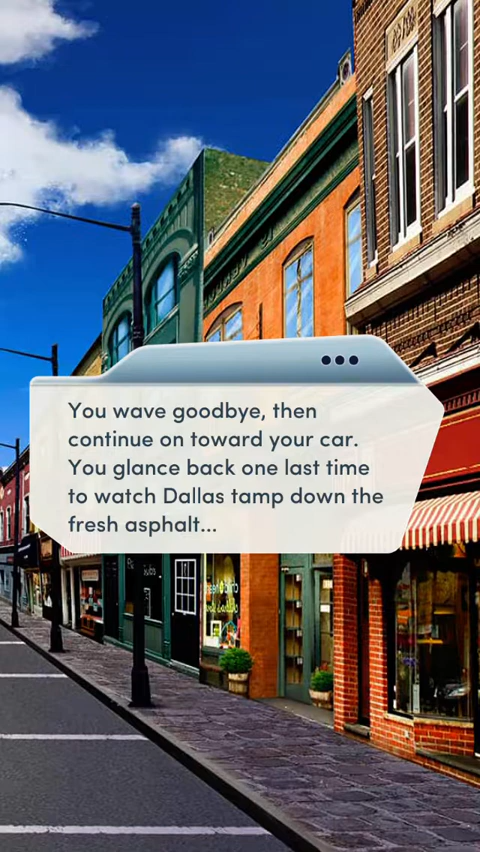 You wave goodbye, then
continue on toward your car.
You glance back one last time
to watch Dallas tamp down the
fresh asphalt...